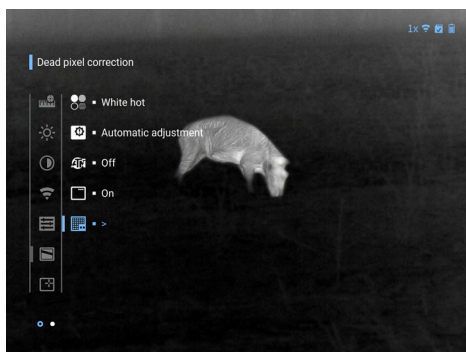 1x
Dead pixel correction
White hot
Automatic adjustment
Off
On
>